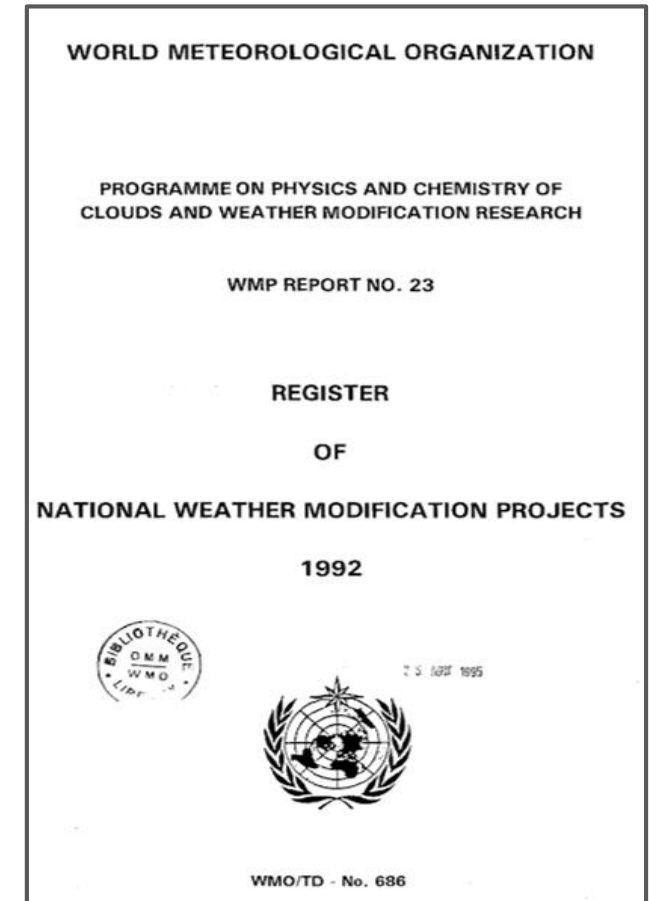 WORLD METEOROLOGICAL ORGANIZATION
PROGRAMME ON PHYSICS AND CHEMISTRY OF
CLOUDS AND WEATHER MODIFICATION RESEARCH
WMP REPORT NO. 23
REGISTER
OF
NATIONAL WEATHER MODIFICATION PROJECTS
1992
BIBLIOTHÈQUE
OMM
WMO
1995
WMO/TD - No. 686